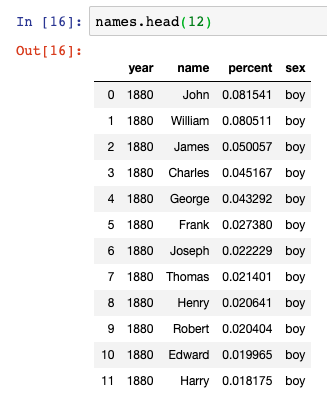 In [16]: names.head(12)
Out[16]:
year name percent sex
0 1880 John 0.081541 boy
1 1880 William 0.080511 boy
2 1880 James 0.050057 boy
3 1880 Charles 0.045167 boy
4 1880 George 0.043292 boy
5 1880 Frank 0.027380 boy
6 1880 Joseph 0.022229 boy
7 1880 Thomas 0.021401 boy
8 1880 Henry 0.020641 boy
9 1880 Robert 0.020404 boy
10 1880 Edward 0.019965 boy
11 1880 Harry 0.018175 boy